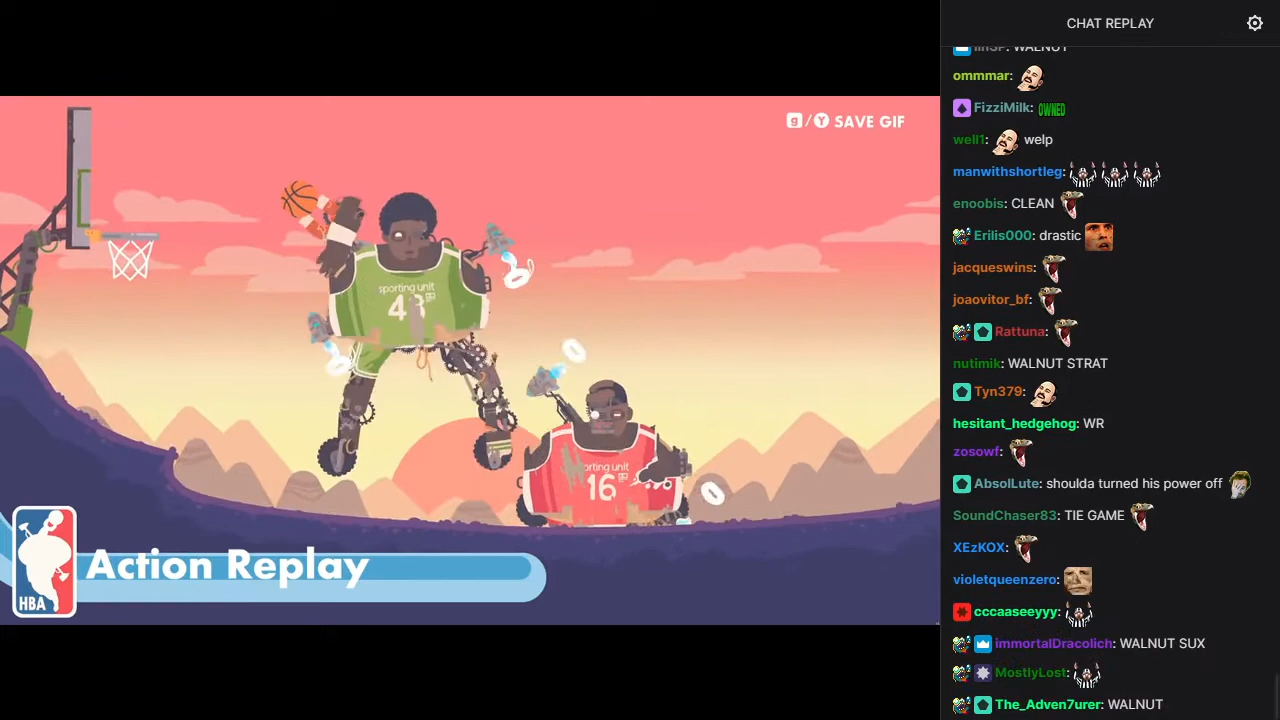 CHAT REPLAY
WALNUT
ommmar:
FizziMilk: OWNED
well1: welp
manwithshortleg:
enoobis: CLEAN
Erilis000: drastic
jacqueswins:
joaovitor_bf:
Rattuna:
nutimik: WALNUT STRAT
Tyn379:
hesitant_hedgehog: WR
zosowf:
AbsolLute: shoulda turned his power off
SoundChaser83: TIE GAME
XEzKOX:
violetqueenzero:
cccaaseeyyy:
immortalDracolich: WALNUT SUX
MostlyLost:
The_Adven7urer: WALNUT
g/Y SAVE GIF
sporting unit
sporting unit
16
HBA
Action Replay